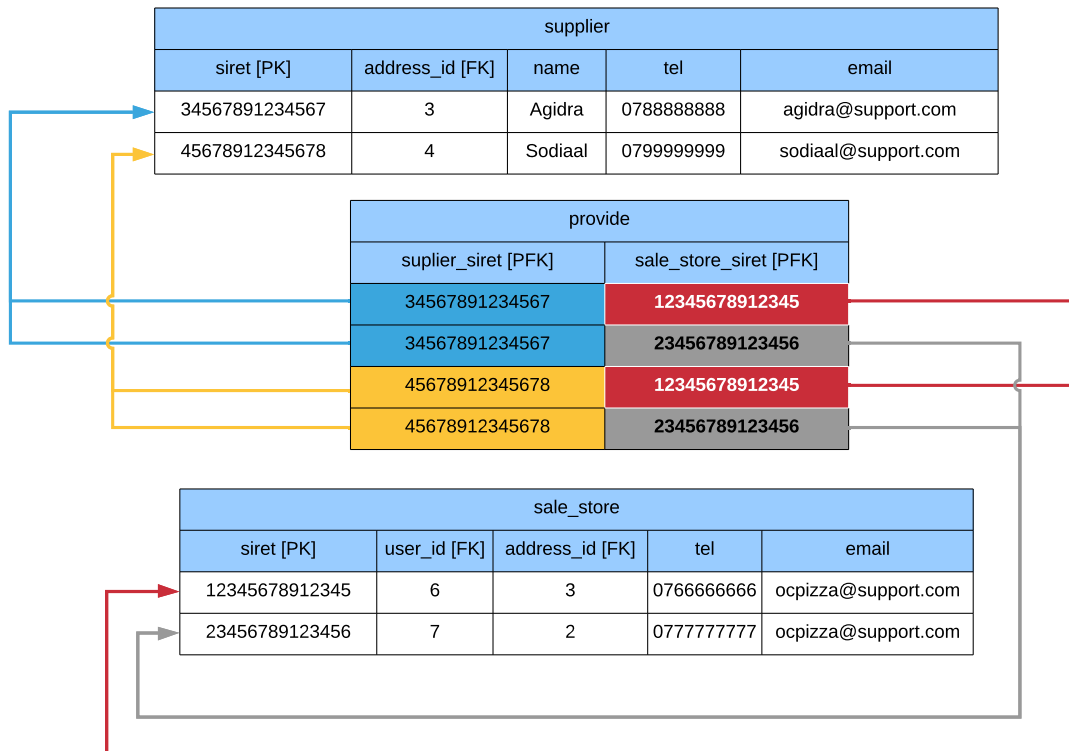 supplier
siret [PK] address_id [FK] name tel email
34567891234567 3 Agidra 0788888888 agidra@support.com
45678912345678 4 Sodiaal 0799999999 sodiaal@support.com
provide
suplier_siret [PFK] sale_store_siret [PFK]
34567891234567 12345678912345
34567891234567 23456789123456
45678912345678 12345678912345
45678912345678 23456789123456
sale_store
siret [PK] user_id [FK] address_id [FK] tel email
12345678912345 6 3 0766666666 ocpizza@support.com
23456789123456 7 2 0777777777 ocpizza@support.com